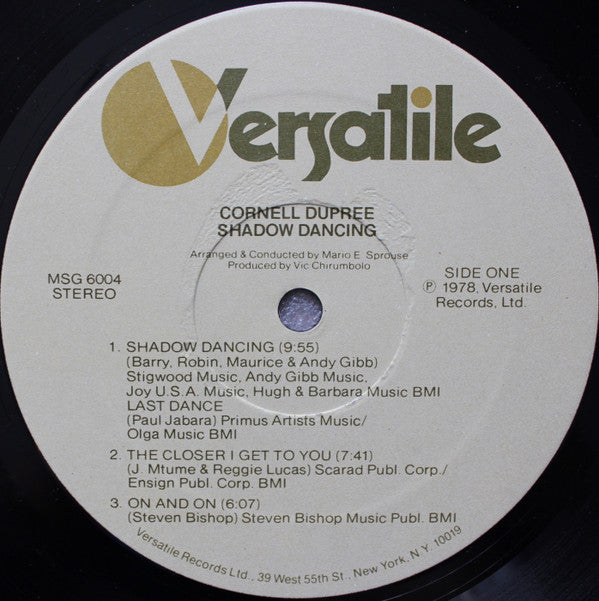 Versatile
CORNELL DUPREE
SHADOW DANCING
Arranged & Conducted by Mario E. Sprouse
Produced by Vic Chirumbolo
MSG 6004
STEREO
SIDE ONE
℗ 1978, Versatile
Records, Ltd.
1. SHADOW DANCING (9:55)
(Barry, Robin, Maurice & Andy Gibb)
Stigwood Music, Andy Gibb Music,
Joy U.S.A. Music, Hugh & Barbara Music BMI
LAST DANCE
(Paul Jabara) Primus Artists Music/
Olga Music BMI
2. THE CLOSER I GET TO YOU (7:41)
(J. Mtume & Reggie Lucas) Scarad Publ. Corp./
Ensign Publ. Corp. BMI
3. ON AND ON (6:07)
(Steven Bishop) Steven Bishop Music Publ. BMI
Versatile Records Ltd., 39 West 55th St., New York, N.Y. 10019